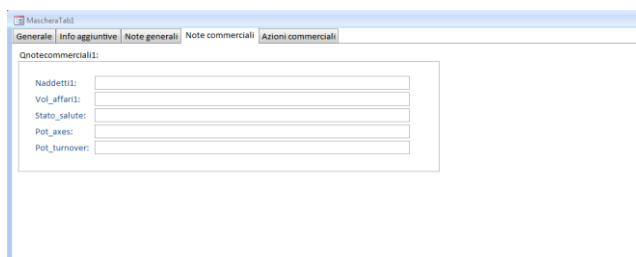 MascheraTab1
Generale Info aggiuntive Note generali Note commerciali Azioni commerciali
Qnotecommerciali1:
Naddetti1:
Vol_affari1:
Stato_salute:
Pot_axes:
Pot_turnover: